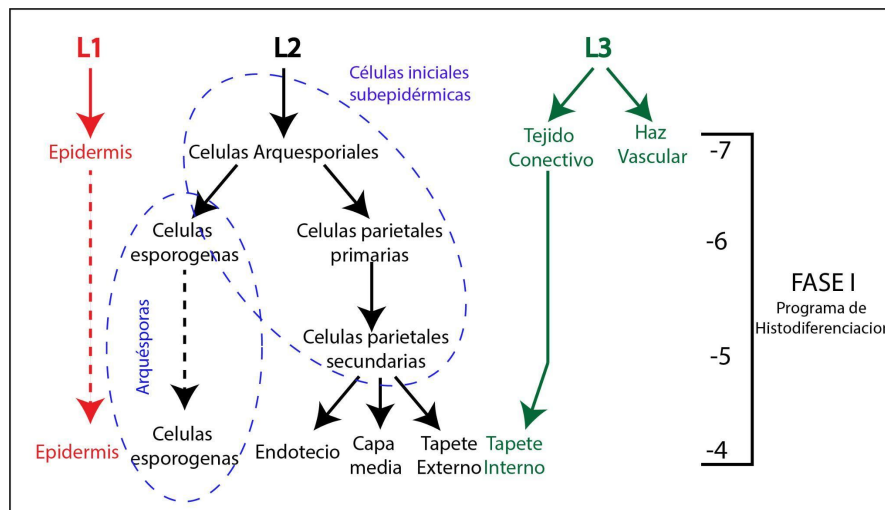 L1
L2
L3
Células iniciales
subepidérmicas
Epidermis
Celulas Arquesporiales
Tejido
Conectivo
Haz
Vascular
-7
Celulas
esporogenas
Celulas parietales
primarias
-6
FASE I
Programa de
Histodiferenciacion
Arquésporas
Celulas parietales
secundarias
-5
Epidermis
Celulas
esporogenas
Endotecio
Capa
media
Tapete
Externo
Tapete
Interno
-4